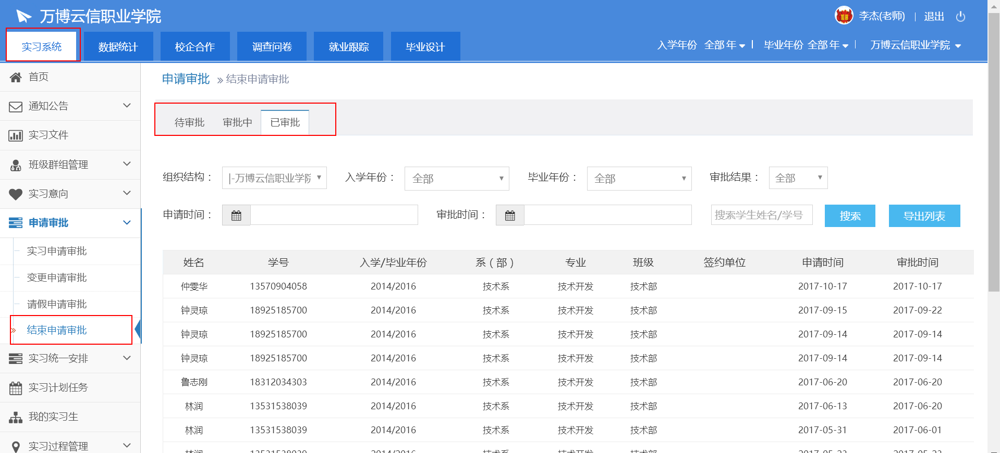 万博云信职业学院
李杰(老师) | 退出
实习系统 数据统计 校企合作 调查问卷 就业跟踪 毕业设计
入学年份 全部 年 | 毕业年份 全部 年 | 万博云信职业学院
首页
通知公告
实习文件
班级群组管理
实习意向
申请审批
实习申请审批
变更申请审批
请假申请审批
» 结束申请审批
实习统一安排
实习计划任务
我的实习生
实习过程管理
申请审批 » 结束申请审批
待审批 审批中 已审批
组织结构： |-万博云信职业学院 入学年份： 全部 毕业年份： 全部 审批结果： 全部
申请时间： 审批时间： 搜索学生姓名/学号 搜索 导出列表
姓名 学号 入学/毕业年份 系（部） 专业 班级 签约单位 申请时间 审批时间
仲雯华 13570904058 2014/2016 技术系 技术开发 技术部 2017-10-17 2017-10-17
钟灵琼 18925185700 2014/2016 技术系 技术开发 技术部 2017-09-15 2017-09-22
钟灵琼 18925185700 2014/2016 技术系 技术开发 技术部 2017-09-14 2017-09-14
钟灵琼 18925185700 2014/2016 技术系 技术开发 技术部 2017-09-14 2017-09-14
鲁志刚 18312034303 2014/2016 技术系 技术开发 技术部 2017-06-20 2017-06-20
林润 13531538039 2014/2016 技术系 技术开发 技术部 2017-06-13 2017-06-20
林润 13531538039 2014/2016 技术系 技术开发 技术部 2017-05-31 2017-06-01